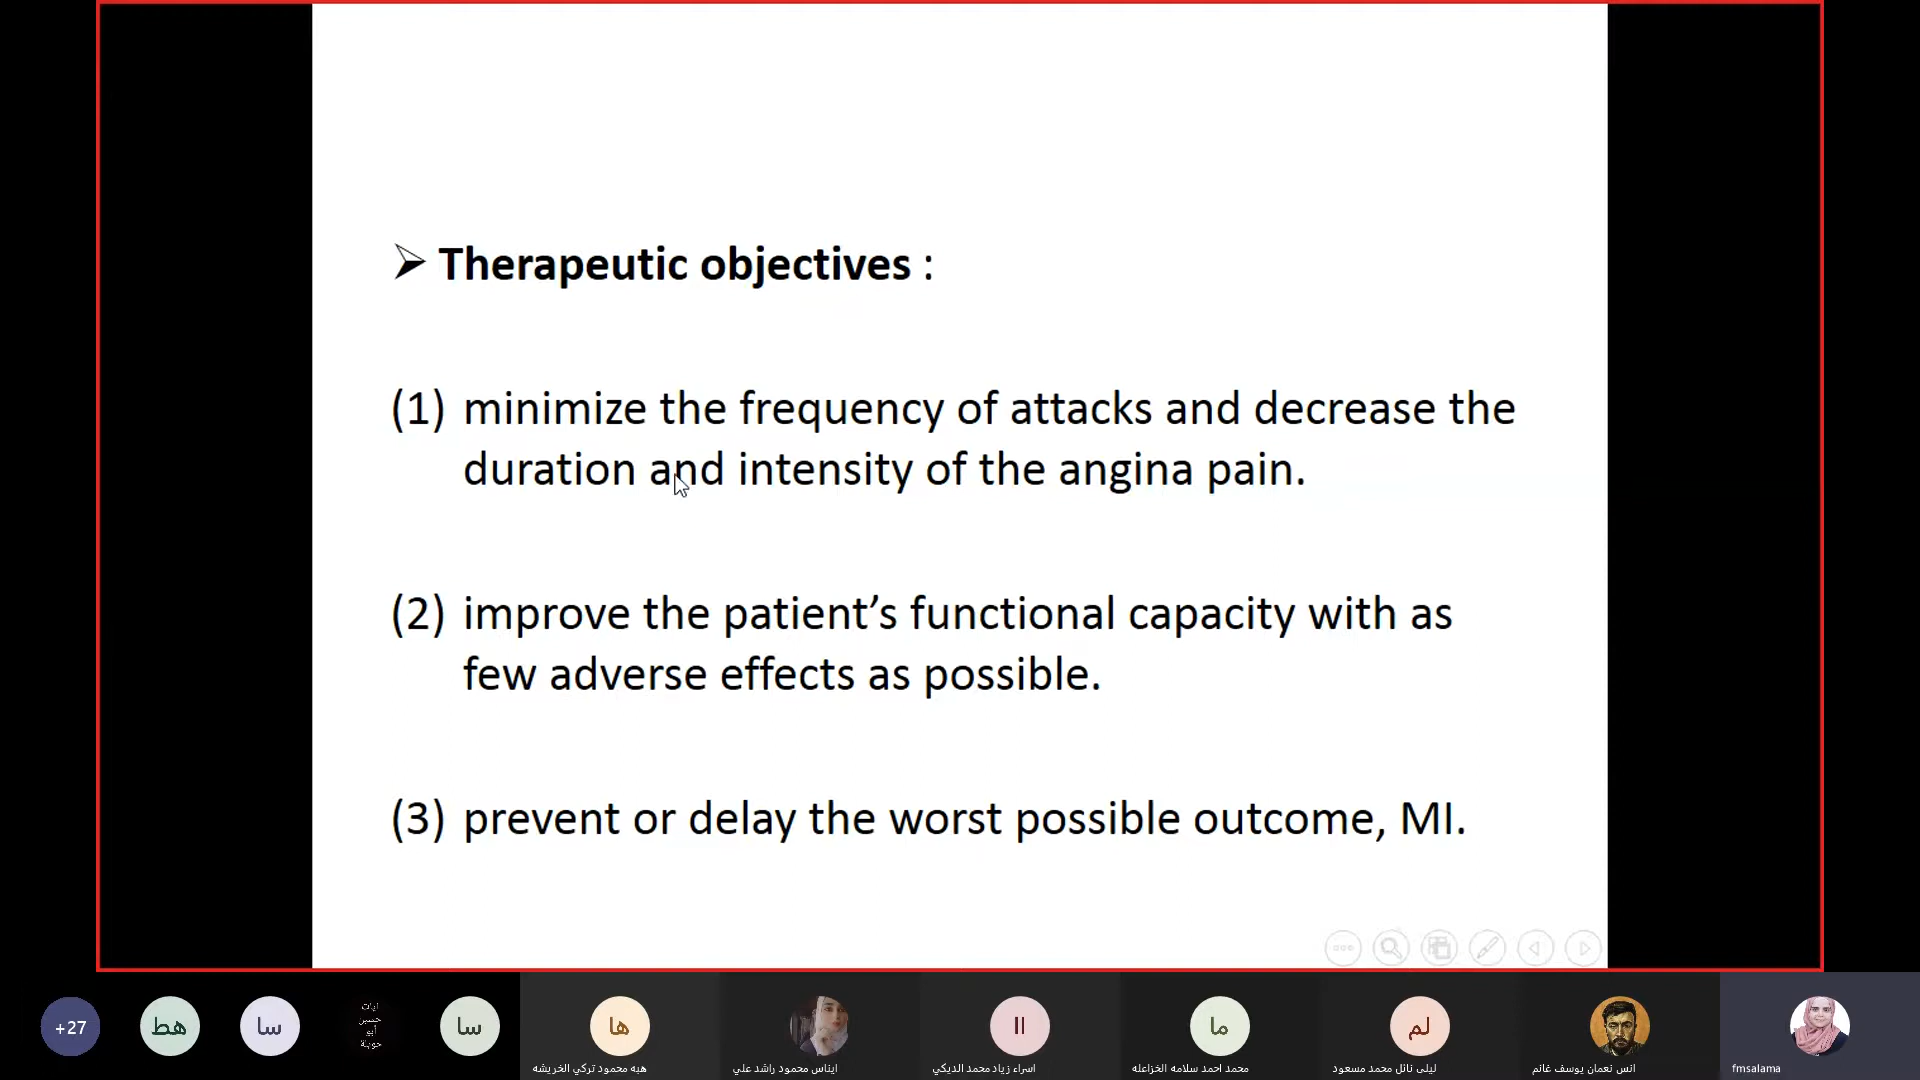 ➢ Therapeutic objectives :
(1) minimize the frequency of attacks and decrease the
duration and intensity of the angina pain.
(2) improve the patient’s functional capacity with as
few adverse effects as possible.
(3) prevent or delay the worst possible outcome, MI.
+27
هط
سا
ايات
حسين
أبو
حويلة
سا
ها
اا
ما
لم
هبه محمود تركي الخريشه
ايناس محمود راشد علي
اسراء زياد محمد الديكي
محمد احمد سلامه الخزاعله
ليلى نائل محمد مسعود
انس نعمان يوسف غانم
fmsalama